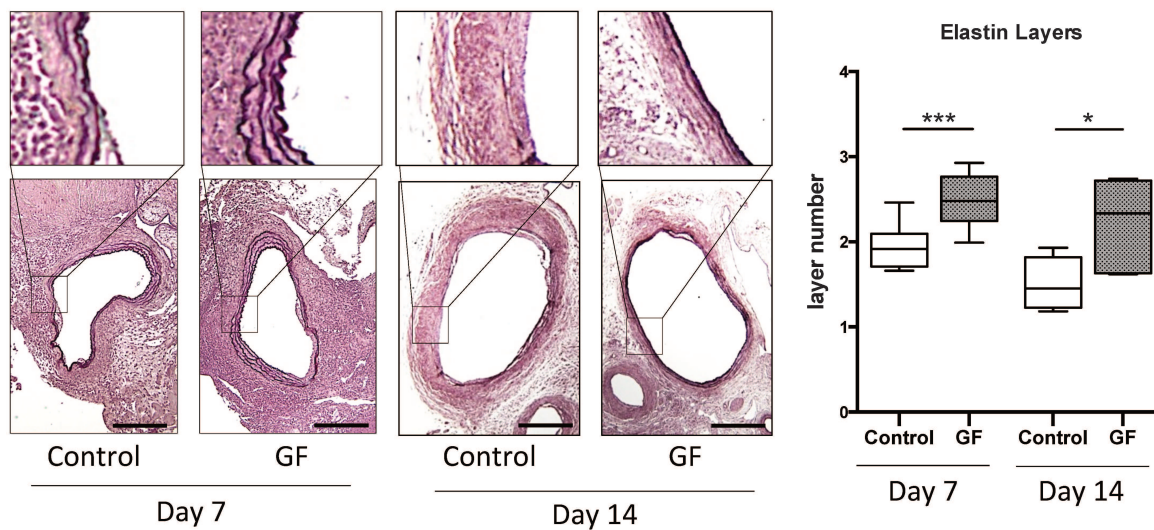 Control
GF
Control
GF
Day 7
Day 14
Elastin Layers
layer number
4
3
2
1
0
***
*
Control
GF
Control
GF
Day 7
Day 14